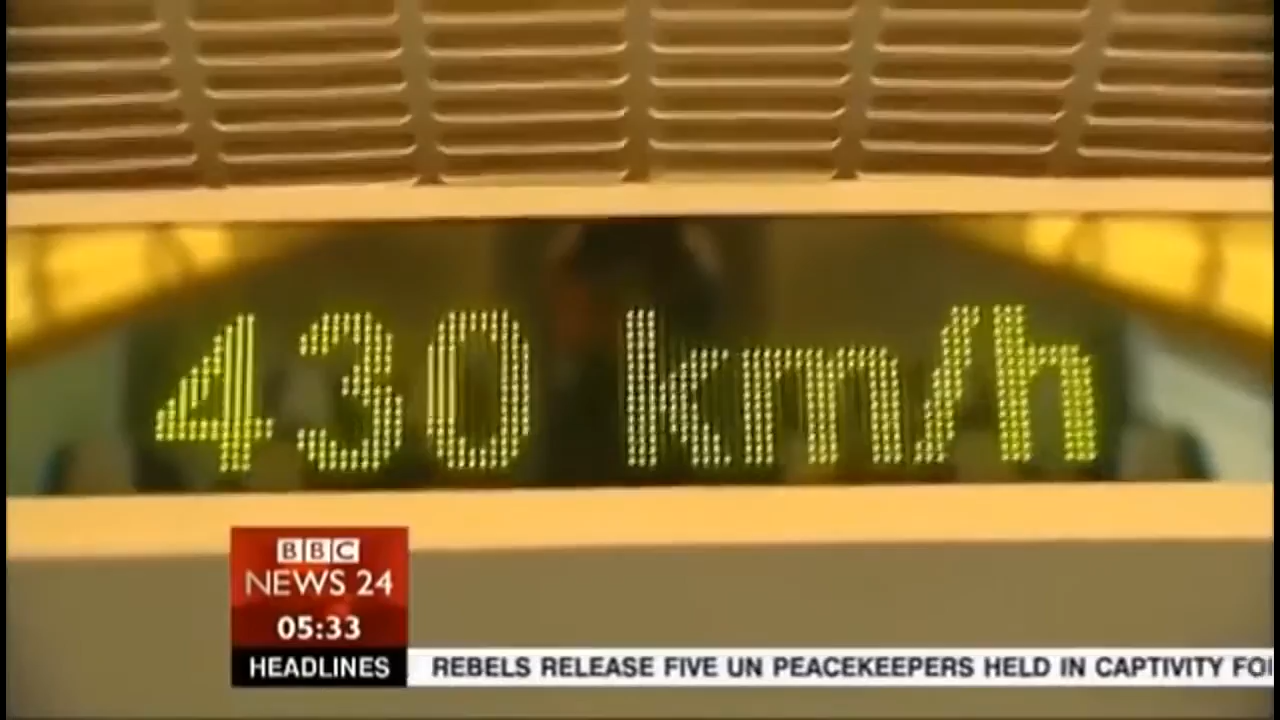 430 km/h
BBC
NEWS 24
05:33
HEADLINES
REBELS RELEASE FIVE UN PEACEKEEPERS HELD IN CAPTIVITY